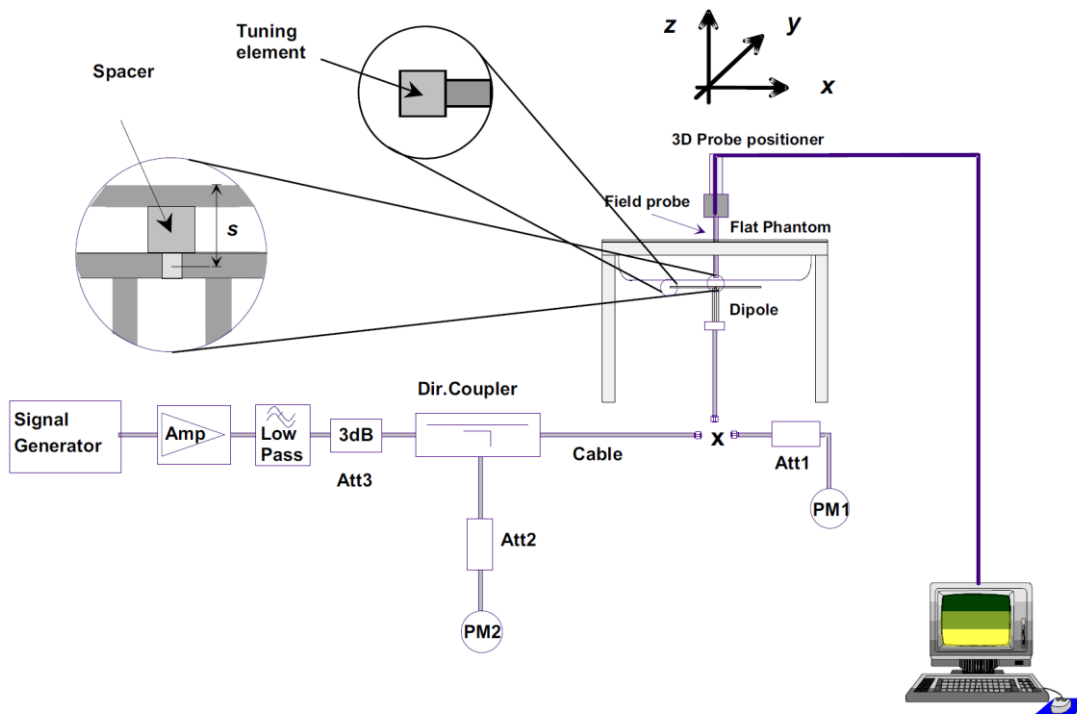 Tuning
element
z
y
x
Spacer
3D Probe positioner
Field probe
Flat Phantom
s
Dipole
Dir.Coupler
Signal
Generator
Amp
Low
Pass
3dB
Att3
Cable
x
Att1
PM1
Att2
PM2